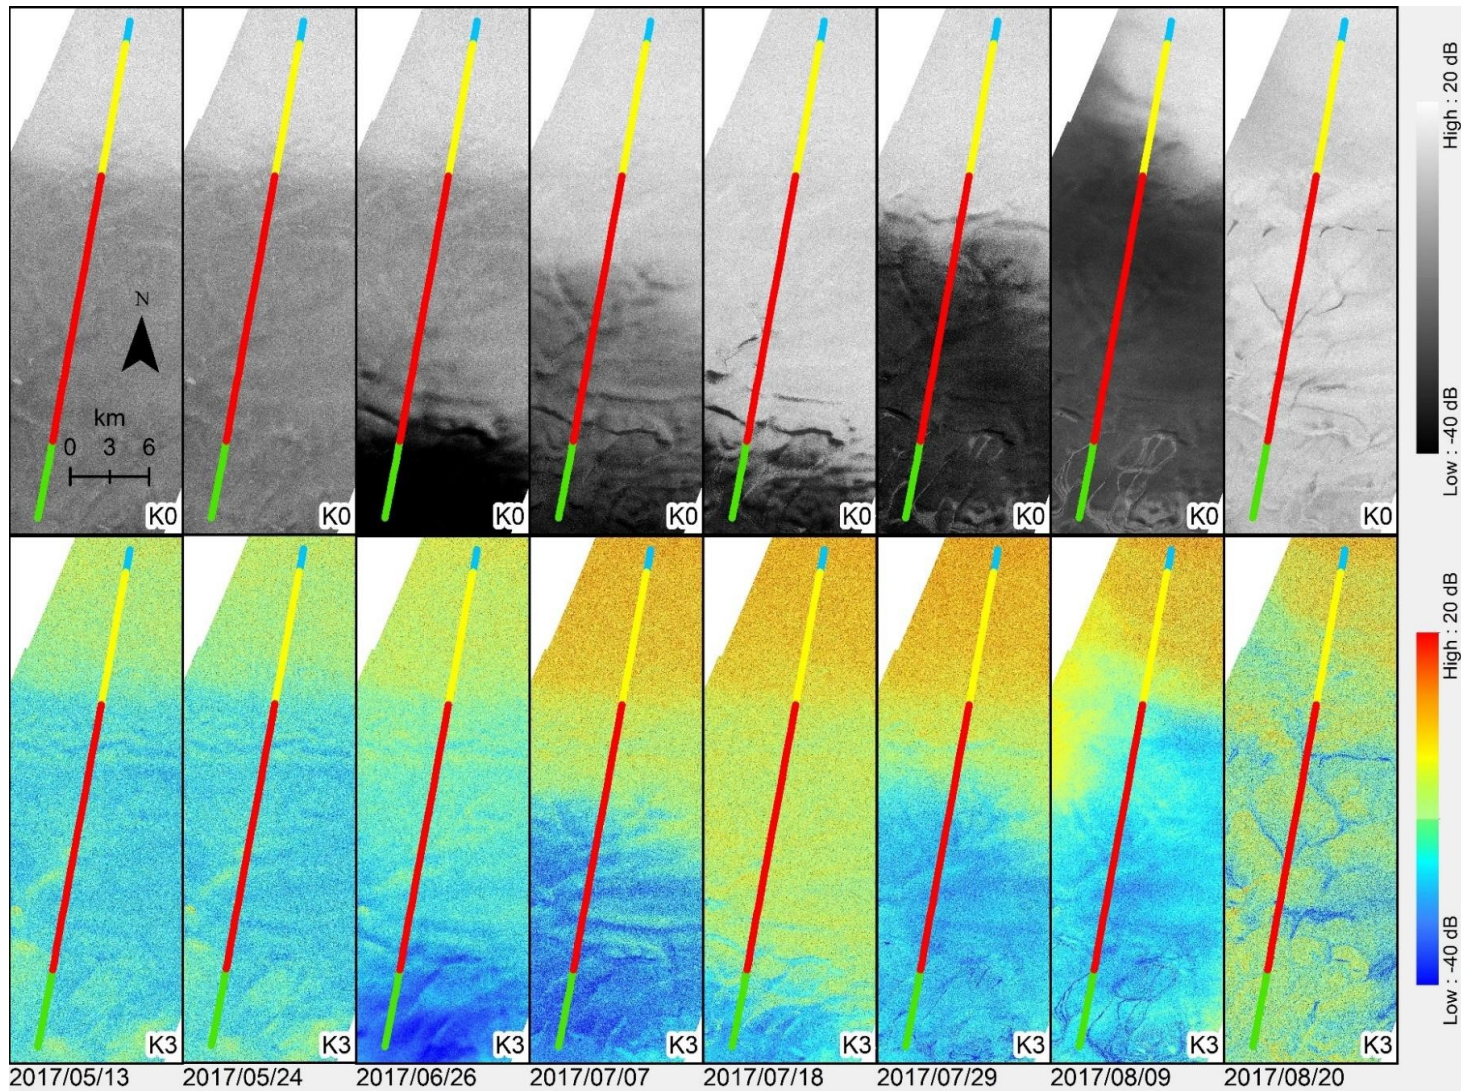 N
km
0 3 6
K0
K0
K0
K0
K0
K0
K0
K0
High : 20 dB
Low : -40 dB
K3
K3
K3
K3
K3
K3
K3
K3
High : 20 dB
Low : -40 dB
2017/05/13
2017/05/24
2017/06/26
2017/07/07
2017/07/18
2017/07/29
2017/08/09
2017/08/20